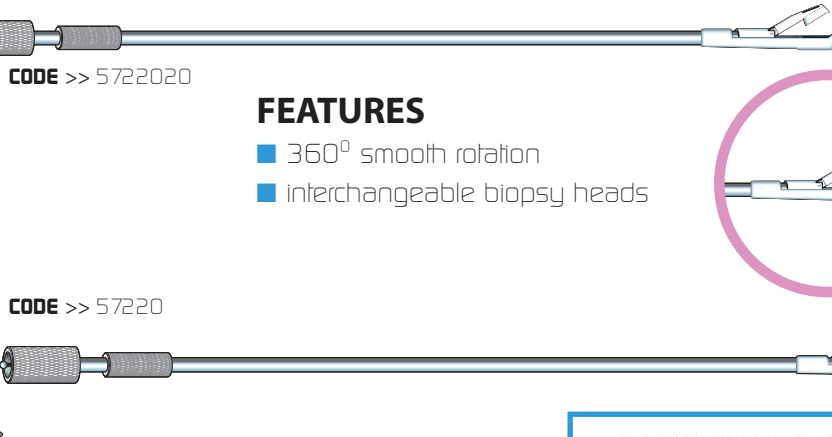 CODE >> 5722020
FEATURES
360⁰ smooth rotation
interchangeable biopsy heads
CODE >> 57220